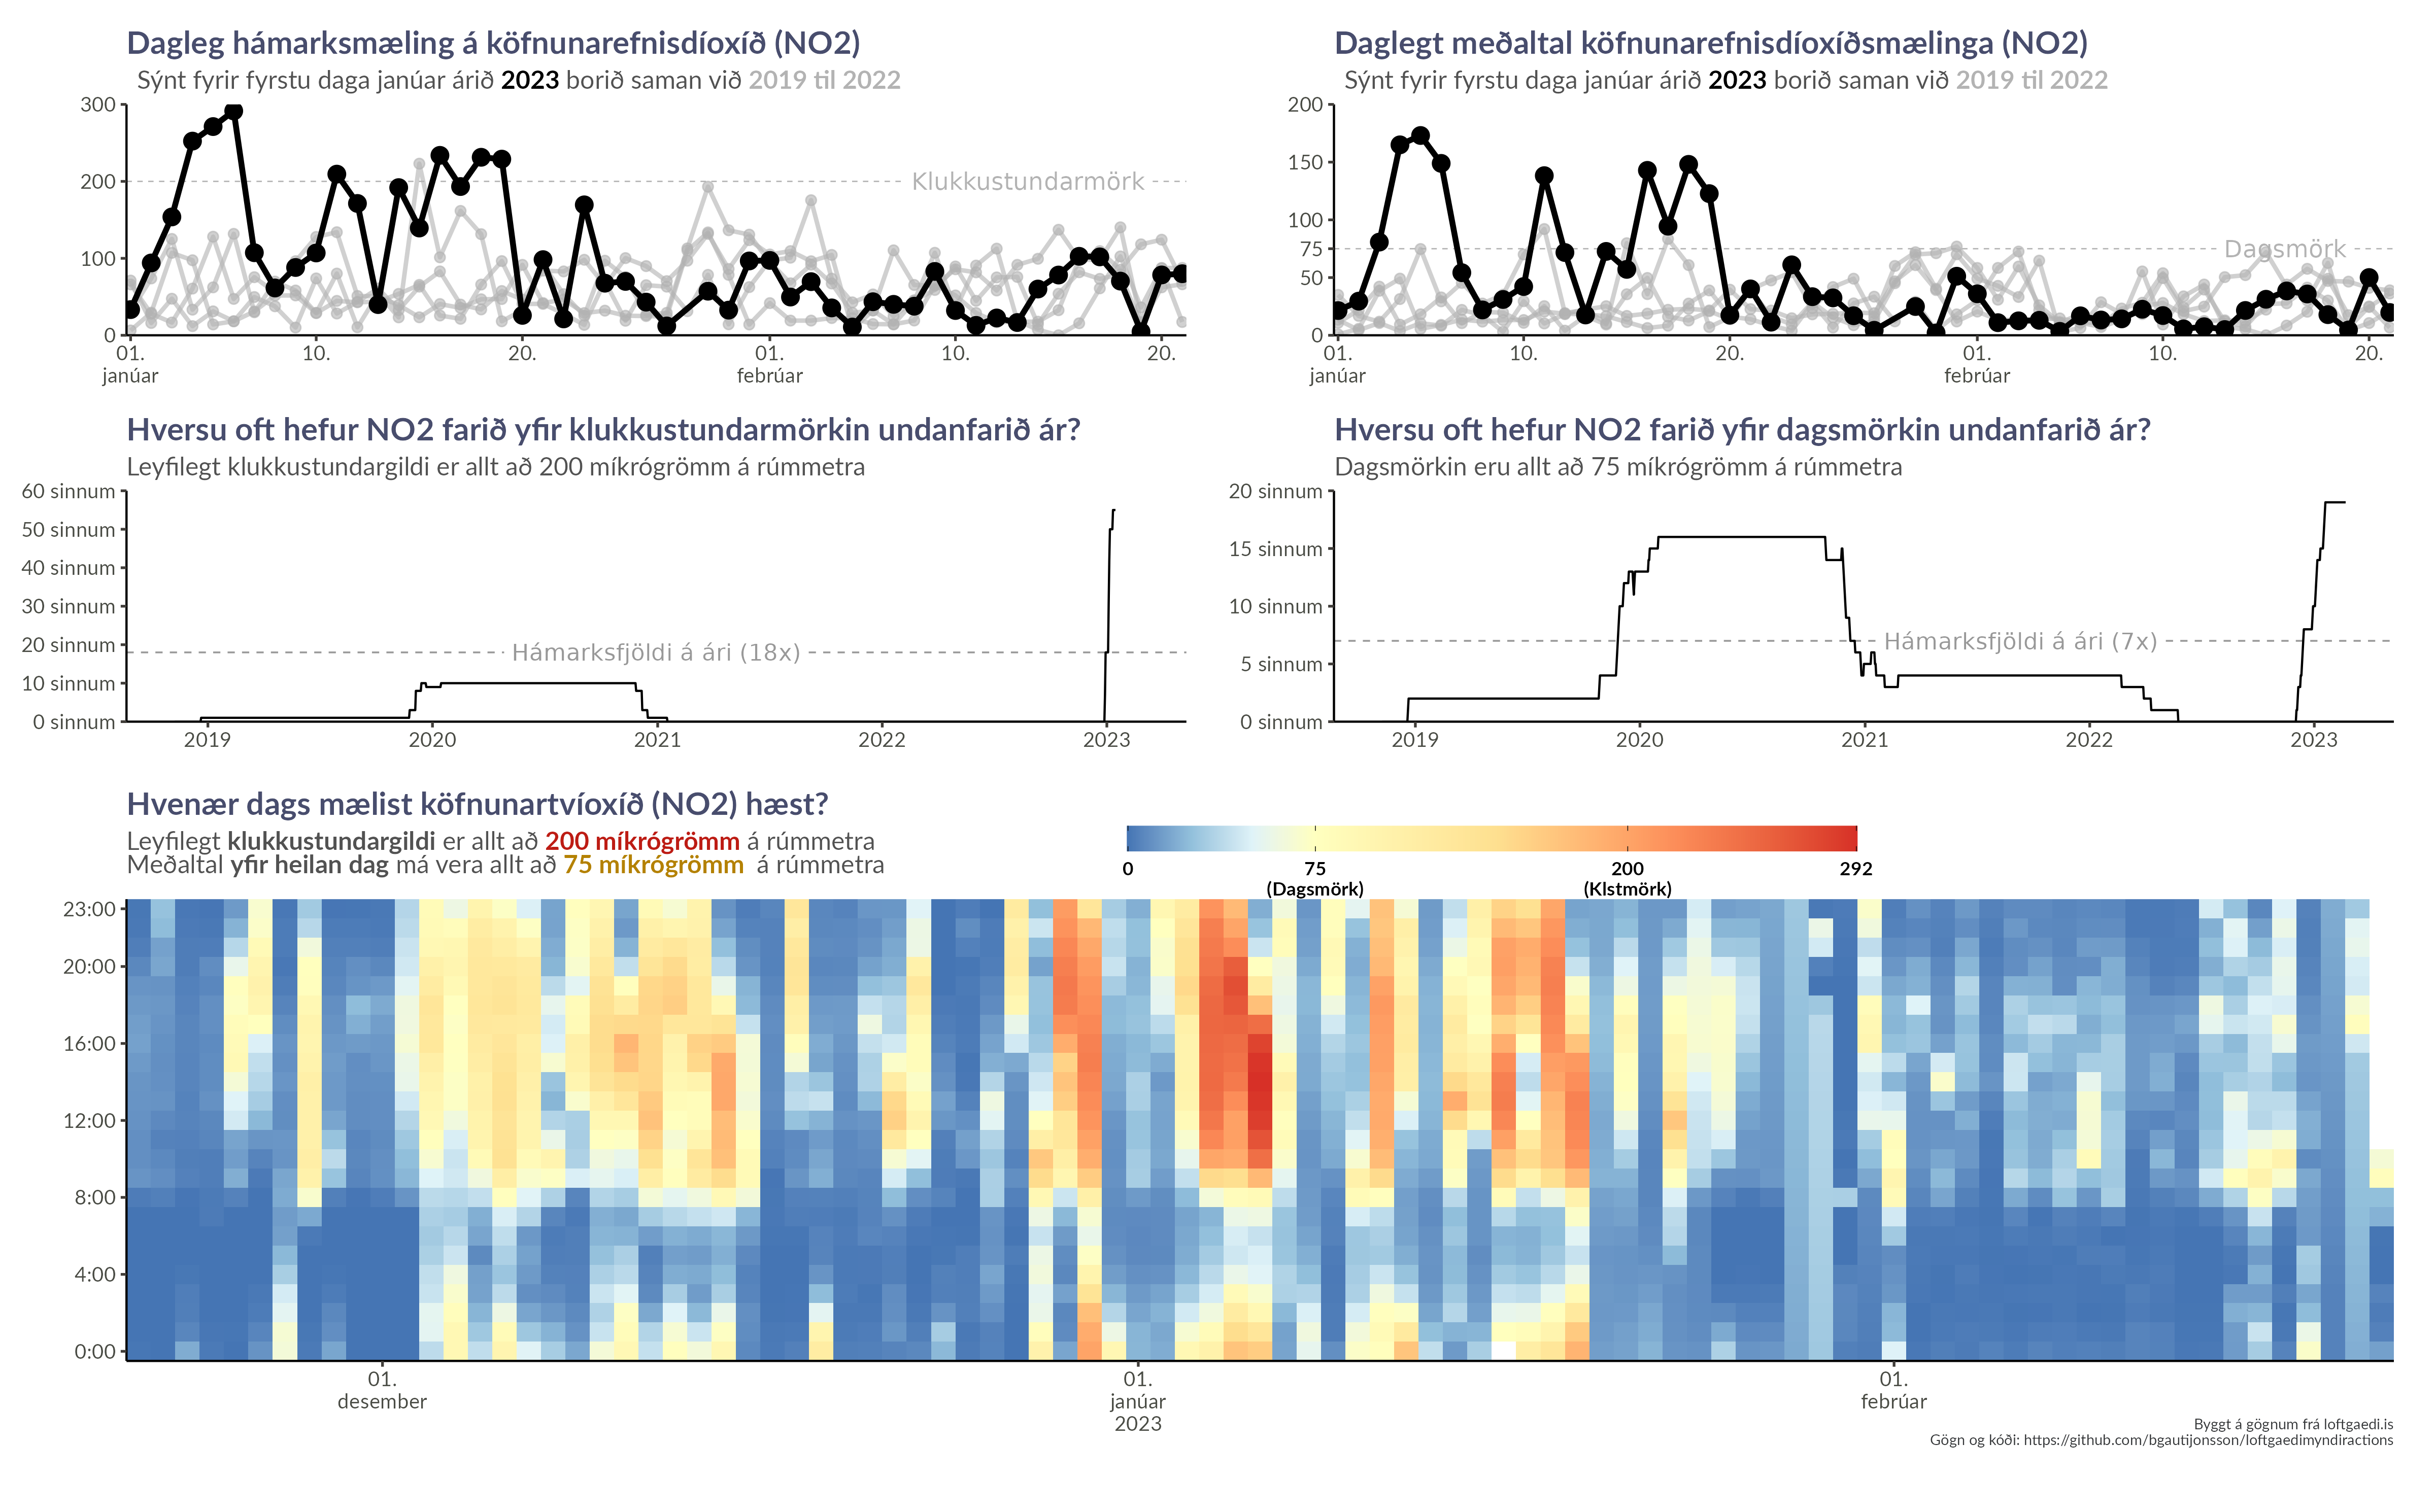 Dagleg hámarksmæling á köfnunarefnisdíoxíð (NO2)
Sýnt fyrir fyrstu daga janúar árið 2023 borið saman við 2019 til 2022
300
200
100
0
Klukkustundarmörk
01.
janúar
10.
20.
01.
febrúar
10.
20.
Daglegt meðaltal köfnunarefnisdíoxíðsmælinga (NO2)
Sýnt fyrir fyrstu daga janúar árið 2023 borið saman við 2019 til 2022
200
150
100
75
50
0
Dagsmörk
01.
janúar
10.
20.
01.
febrúar
10.
20.
Hversu oft hefur NO2 farið yfir klukkustundarmörkin undanfarið ár?
Leyfilegt klukkustundargildi er allt að 200 míkrógrömm á rúmmetra
60 sinnum
50 sinnum
40 sinnum
30 sinnum
20 sinnum
10 sinnum
0 sinnum
Hámarksfjöldi á ári (18x)
2019
2020
2021
2022
2023
Hversu oft hefur NO2 farið yfir dagsmörkin undanfarið ár?
Dagsmörkin eru allt að 75 míkrógrömm á rúmmetra
20 sinnum
15 sinnum
10 sinnum
5 sinnum
0 sinnum
Hámarksfjöldi á ári (7x)
2019
2020
2021
2022
2023
Hvenær dags mælist köfnunartvíoxíð (NO2) hæst?
Leyfilegt klukkustundargildi er allt að 200 míkrógrömm á rúmmetra
Meðaltal yfir heilan dag má vera allt að 75 míkrógrömm á rúmmetra
0
75
(Dagsmörk)
200
(Klstmörk)
292
23:00
20:00
16:00
12:00
8:00
4:00
0:00
01.
desember
01.
janúar
2023
01.
febrúar
Byggt á gögnum frá loftgaedi.is
Gögn og kóði: https://github.com/bgautijonsson/loftgaedimyndiractions